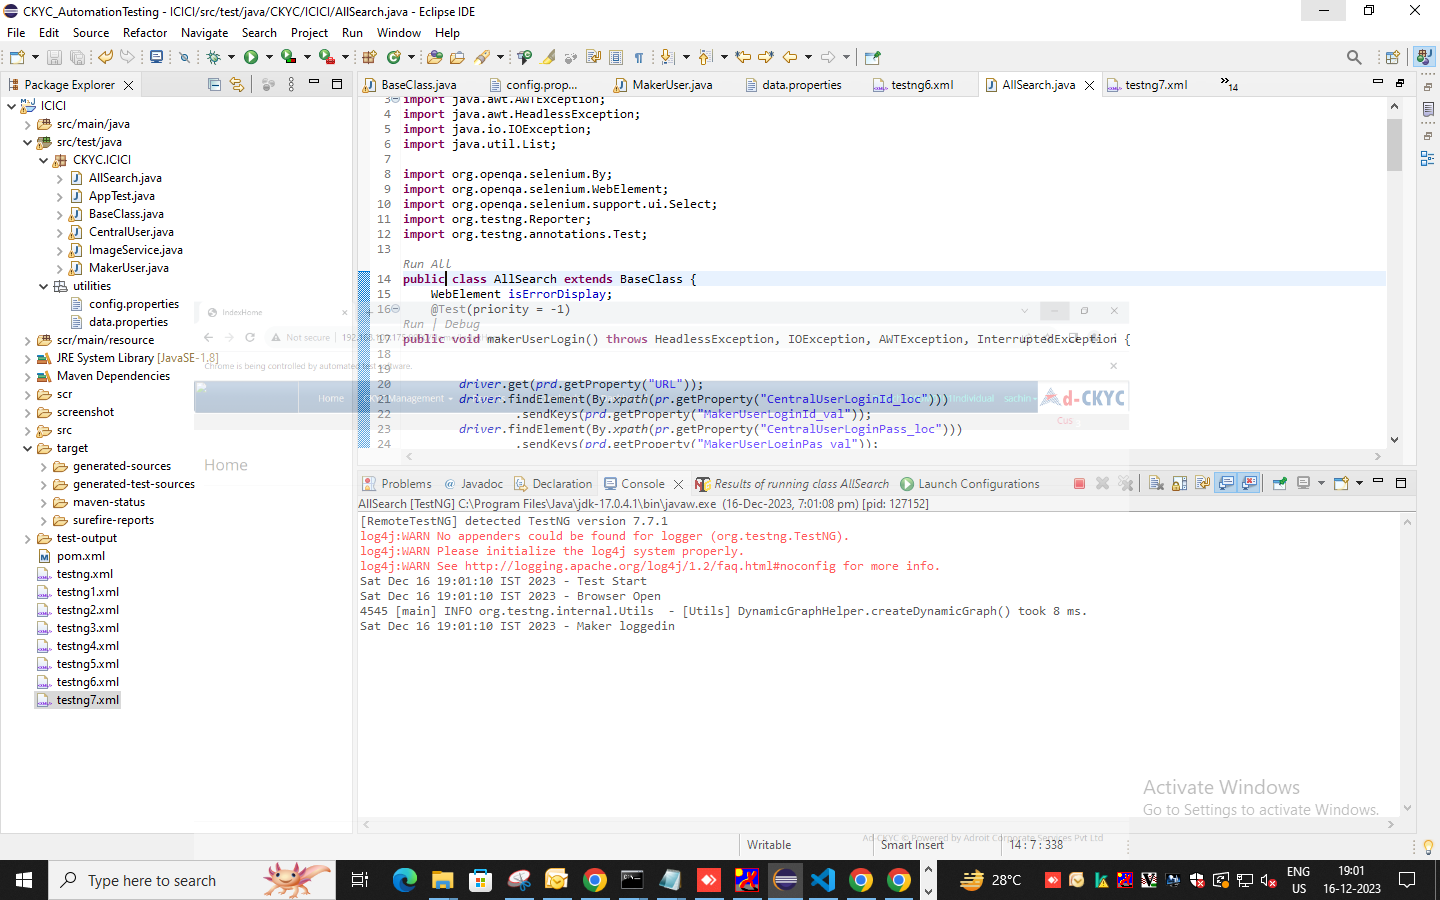 CKYC_AutomationTesting - ICICI/src/test/java/CKYC/ICICI/AllSearch.java - Eclipse IDE
File Edit Source Refactor Navigate Search Project Run Window Help
Package Explorer
ICICI
src/main/java
src/test/java
CKYC.ICICI
AllSearch.java
AppTest.java
BaseClass.java
CentralUser.java
ImageService.java
MakerUser.java
utilities
config.properties
data.properties
scr/main/resource
JRE System Library [JavaSE-1.8]
Maven Dependencies
scr
screenshot
src
target
generated-sources
generated-test-sources
maven-status
surefire-reports
test-output
pom.xml
testng.xml
testng1.xml
testng2.xml
testng3.xml
testng4.xml
testng5.xml
testng6.xml
testng7.xml
BaseClass.java config.prop... MakerUser.java data.properties testng6.xml AllSearch.java testng7.xml 14
3 import java.awt.AWTException;
4 import java.awt.HeadlessException;
5 import java.io.IOException;
6 import java.util.List;
7
8 import org.openqa.selenium.By;
9 import org.openqa.selenium.WebElement;
10 import org.openqa.selenium.support.ui.Select;
11 import org.testng.Reporter;
12 import org.testng.annotations.Test;
13
Run All
14 public class AllSearch extends BaseClass {
15 WebElement isErrorDisplay;
16 @Test(priority = -1)
Run | Debug
17 public void makerUserLogin() throws HeadlessException, IOException, AWTException, InterruptedException {
18
19
20 driver.get(prd.getProperty("URL"));
21 driver.findElement(By.xpath(pr.getProperty("CentralUserLoginId_loc")))
22 .sendKeys(prd.getProperty("MakerUserLoginId_val"));
23 driver.findElement(By.xpath(pr.getProperty("CentralUserLoginPass_loc")))
24 .sendKeys(prd.getProperty("MakerUserLoginPas_val"));
IndexHome
Not secure
Chrome is being controlled by automated test software.
Home Management Individual sachin
Ad-CKYC
Cus
Home
Problems Javadoc Declaration Console Results of running class AllSearch Launch Configurations
AllSearch [TestNG] C:\Program Files\Java\jdk-17.0.4.1\bin\javaw.exe (16-Dec-2023, 7:01:08 pm) [pid: 127152]
[RemoteTestNG] detected TestNG version 7.7.1
log4j:WARN No appenders could be found for logger (org.testng.TestNG).
log4j:WARN Please initialize the log4j system properly.
log4j:WARN See http://logging.apache.org/log4j/1.2/faq.html#noconfig for more info.
Sat Dec 16 19:01:10 IST 2023 - Test Start
Sat Dec 16 19:01:10 IST 2023 - Browser Open
4545 [main] INFO org.testng.internal.Utils - [Utils] DynamicGraphHelper.createDynamicGraph() took 8 ms.
Sat Dec 16 19:01:10 IST 2023 - Maker loggedin
Activate Windows
Go to Settings to activate Windows.
Ad-CKYC © Powered by Adroit Corporate Services Pvt Ltd
Writable Smart Insert 14 : 7 : 338
Type here to search
28°C
ENG
US
19:01
16-12-2023